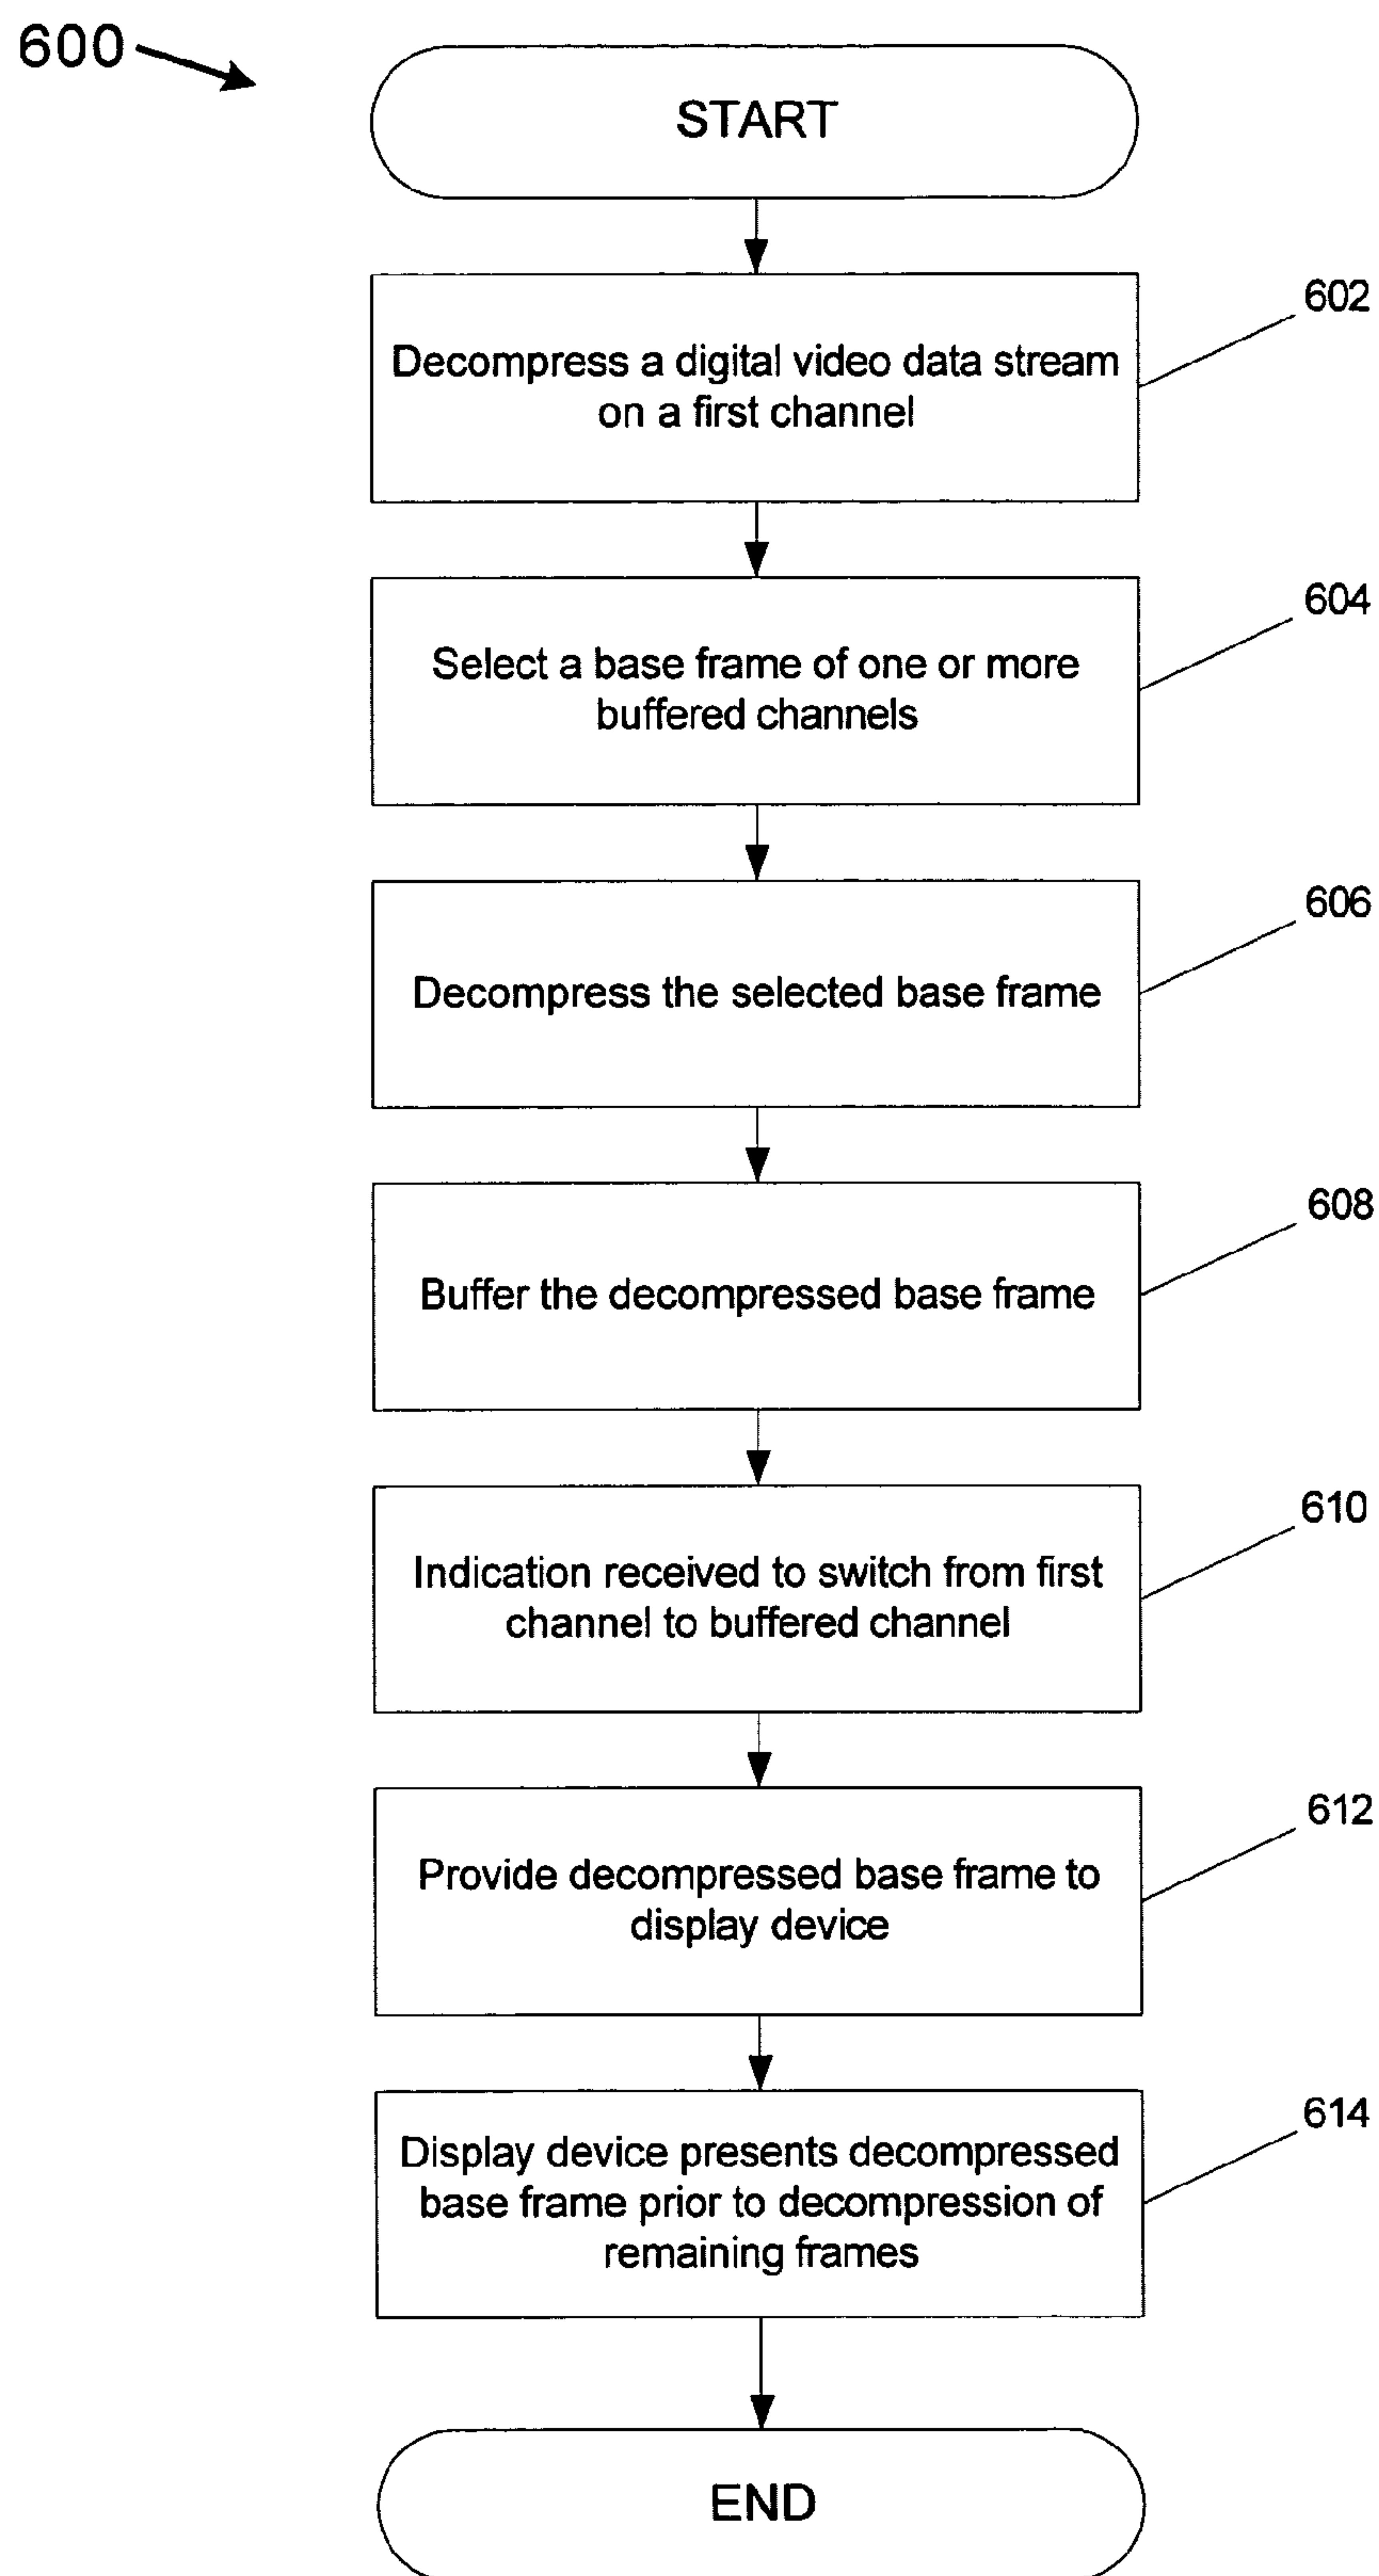 600
START
602
Decompress a digital video data stream
on a first channel
604
Select a base frame of one or more
buffered channels
606
Decompress the selected base frame
608
Buffer the decompressed base frame
610
Indication received to switch from first
channel to buffered channel
612
Provide decompressed base frame to
display device
614
Display device presents decompressed
base frame prior to decompression of
remaining frames
END